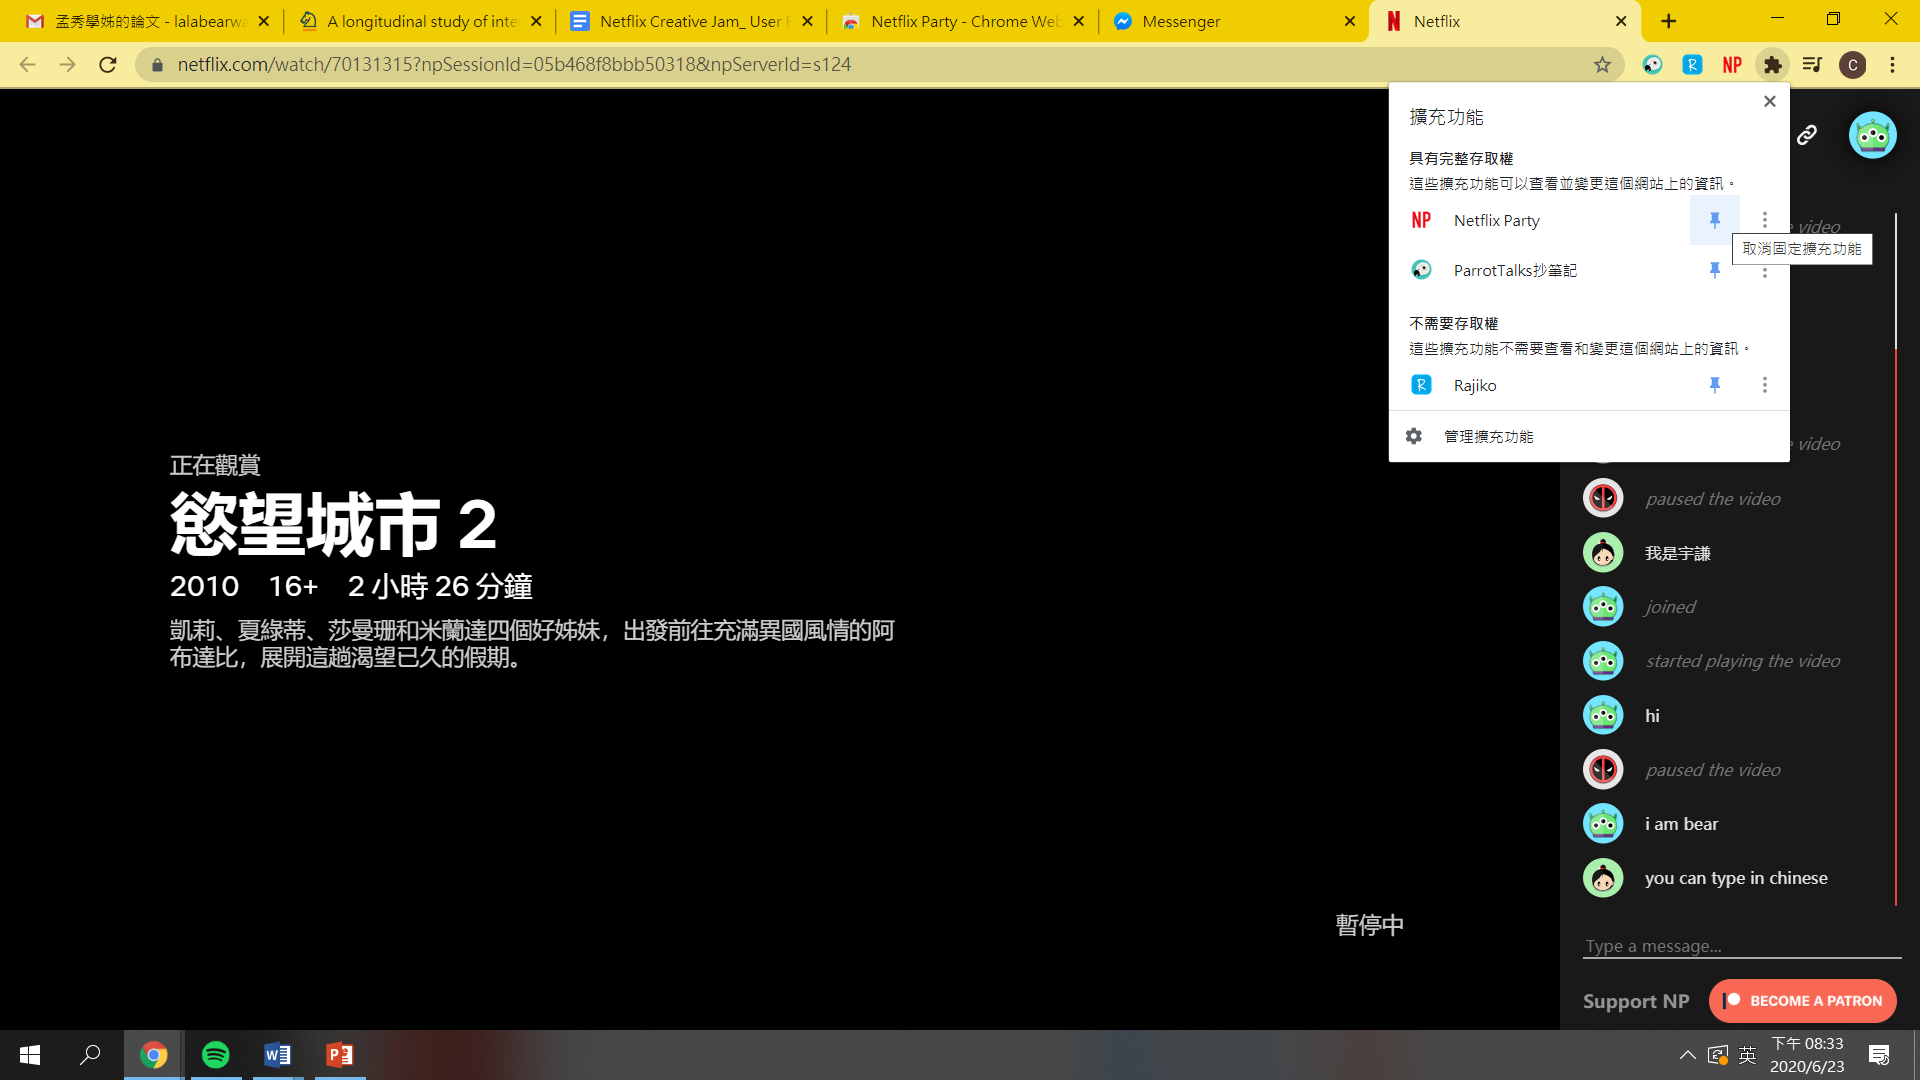 孟秀學姊的論文 - lalabearwa
A longitudinal study of inte
Netflix Creative Jam_ User R
Netflix Party - Chrome Web
Messenger
Netflix
netflix.com/watch/70131315?npSessionId=05b468f8bbb50318&npServerId=s124
R
NP
C
擴充功能
具有完整存取權
這些擴充功能可以查看並變更這個網站上的資訊。
NP Netflix Party
取消固定擴充功能
ParrotTalks抄筆記
不需要存取權
這些擴充功能不需要查看和變更這個網站上的資訊。
R Rajiko
管理擴充功能
正在觀賞
慾望城市 2
2010 16+ 2 小時 26 分鐘
凱莉、夏綠蒂、莎曼珊和米蘭達四個好姊妹，出發前往充滿異國風情的阿
布達比，展開這趟渴望已久的假期。
暫停中
video
video
paused the video
我是宇謙
joined
started playing the video
hi
paused the video
i am bear
you can type in chinese
Type a message...
Support NP
BECOME A PATRON
英
下午 08:33
2020/6/23